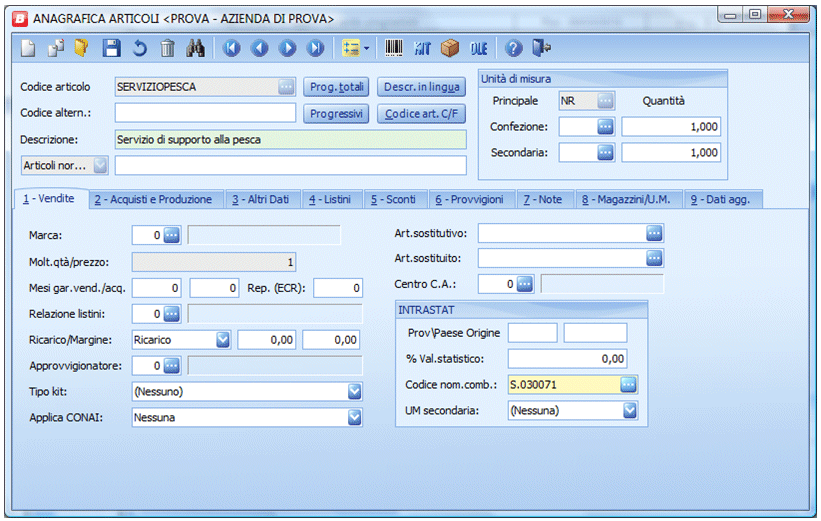 B ANAGRAFICA ARTICOLI <PROVA - AZIENDA DI PROVA>
KIT OLE ?
Codice articolo SERVIZIOPESCA ... Prog. totali Descr. in lingua
Codice altern.: Progressivi Codice art. C/F
Descrizione: Servizio di supporto alla pesca
Articoli nor...
Unità di misura
Principale NR ... Quantità
Confezione: ... 1,000
Secondaria: ... 1,000
1 - Vendite 2 - Acquisti e Produzione 3 - Altri Dati 4 - Listini 5 - Sconti 6 - Provvigioni 7 - Note 8 - Magazzini/U.M. 9 - Dati agg.
Marca: 0 ...
Molt.qtà/prezzo: 1
Mesi gar.vend./acq. 0 0 Rep. (ECR): 0
Relazione listini: 0 ...
Ricarico/Margine: Ricarico 0,00 0,00
Approvvigionatore: 0 ...
Tipo kit: (Nessuno)
Applica CONAI: Nessuna
Art.sostitutivo: ...
Art.sostituito: ...
Centro C.A.: 0 ...
INTRASTAT
Prov\Paese Origine
% Val.statistico: 0,00
Codice nom.comb.: S.030071 ...
UM secondaria: (Nessuna)